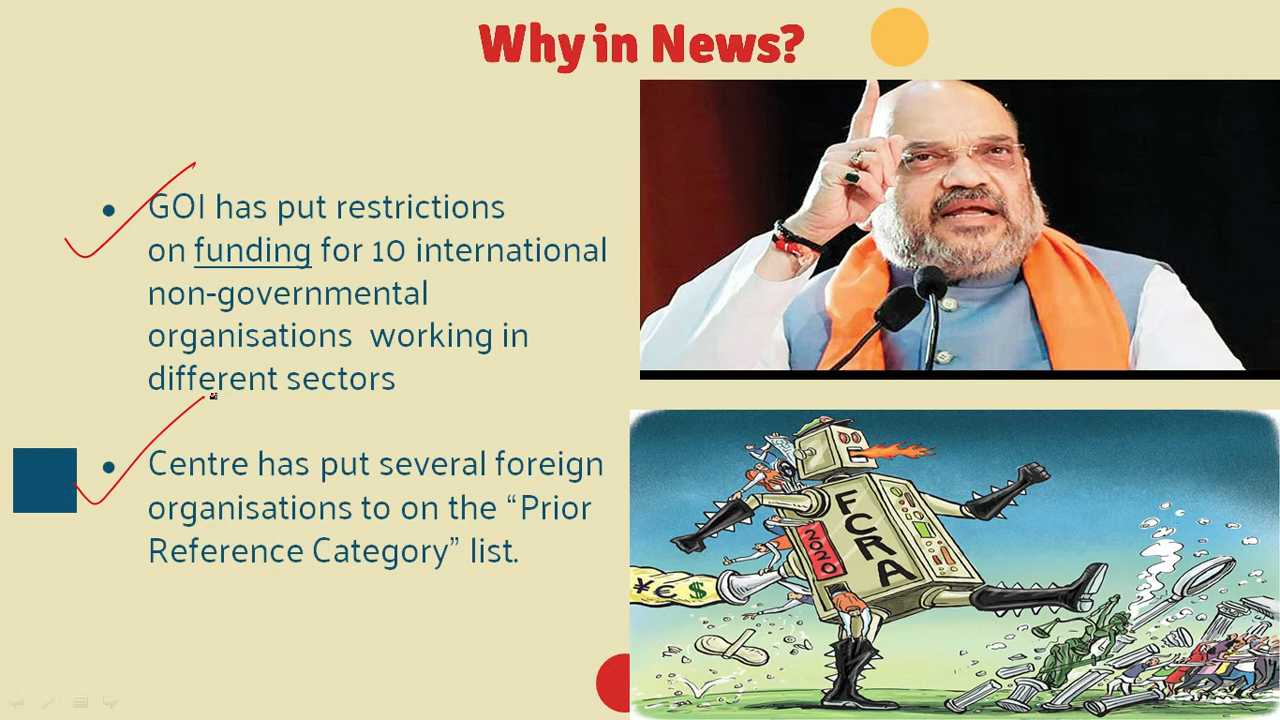 Why in News?
GOI has put restrictions
on funding for 10 international
non-governmental
organisations working in
different sectors
Centre has put several foreign
organisations to on the “Prior
Reference Category” list.
FCRA
2020
¥ € $